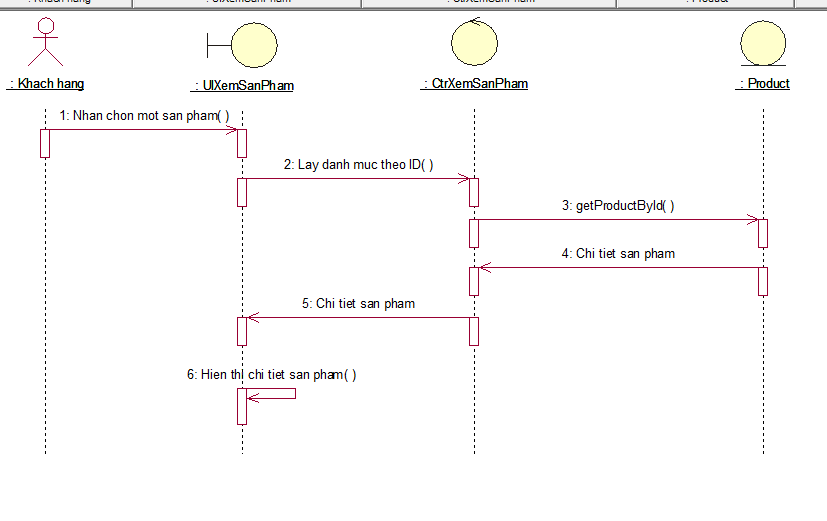 : Khach hang
: UIXemSanPham
: CtrXemSanPham
: Product
1: Nhan chon mot san pham( )
2: Lay danh muc theo ID( )
3: getProductById( )
4: Chi tiet san pham
5: Chi tiet san pham
6: Hien thi chi tiet san pham( )